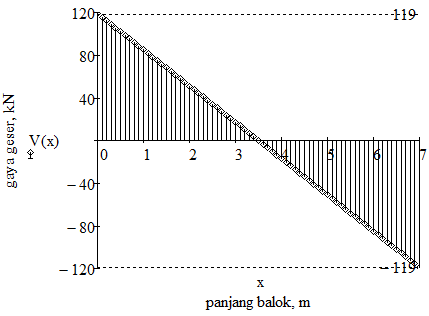 120
119
80
40
gaya geser, kN
V(x)
0 1 2 3 4 5 6 7
− 40
− 80
− 120
− 119
x
panjang balok, m